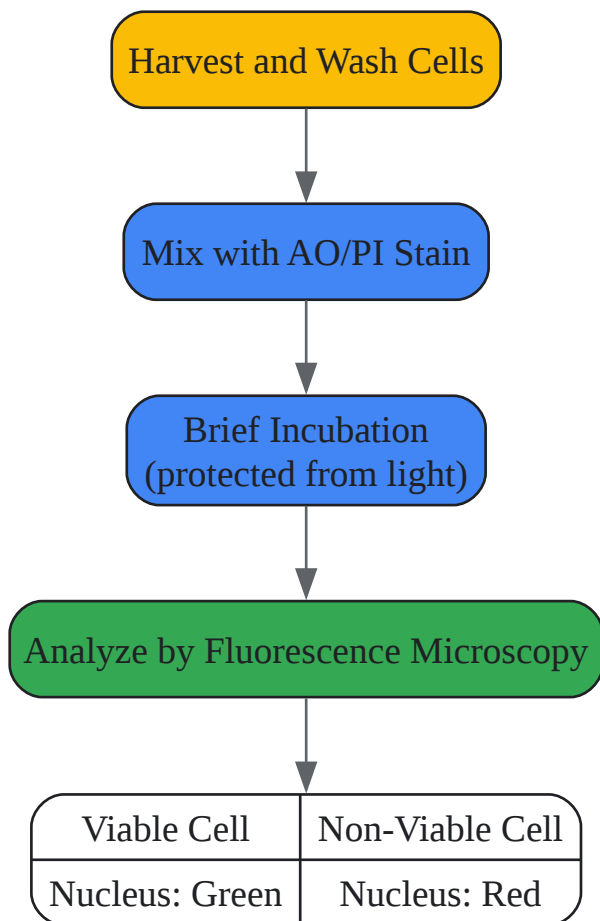 Harvest and Wash Cells
Mix with AO/PI Stain
Brief Incubation
(protected from light)
Analyze by Fluorescence Microscopy
Viable Cell
Non-Viable Cell
Nucleus: Green
Nucleus: Red